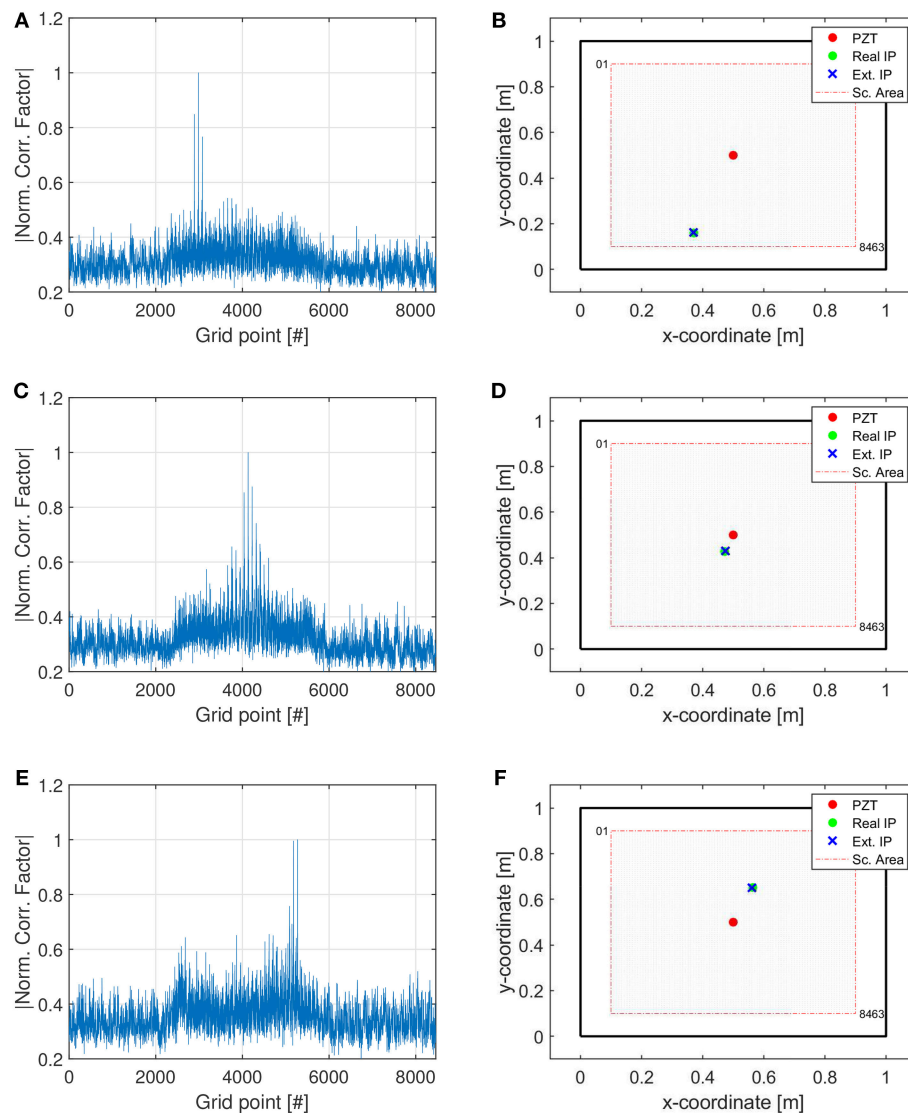 A
|Norm. Corr. Factor|
1.2
1
0.8
0.6
0.4
0.2
0 2000 4000 6000 8000
Grid point [#]
B
y-coordinate [m]
1
0.8
0.6
0.4
0.2
0
01
8463
PZT
Real IP
Ext. IP
Sc. Area
0 0.2 0.4 0.6 0.8 1
x-coordinate [m]
C
|Norm. Corr. Factor|
1.2
1
0.8
0.6
0.4
0.2
0 2000 4000 6000 8000
Grid point [#]
D
y-coordinate [m]
1
0.8
0.6
0.4
0.2
0
01
8463
PZT
Real IP
Ext. IP
Sc. Area
0 0.2 0.4 0.6 0.8 1
x-coordinate [m]
E
|Norm. Corr. Factor|
1.2
1
0.8
0.6
0.4
0.2
0 2000 4000 6000 8000
Grid point [#]
F
y-coordinate [m]
1
0.8
0.6
0.4
0.2
0
01
8463
PZT
Real IP
Ext. IP
Sc. Area
0 0.2 0.4 0.6 0.8 1
x-coordinate [m]